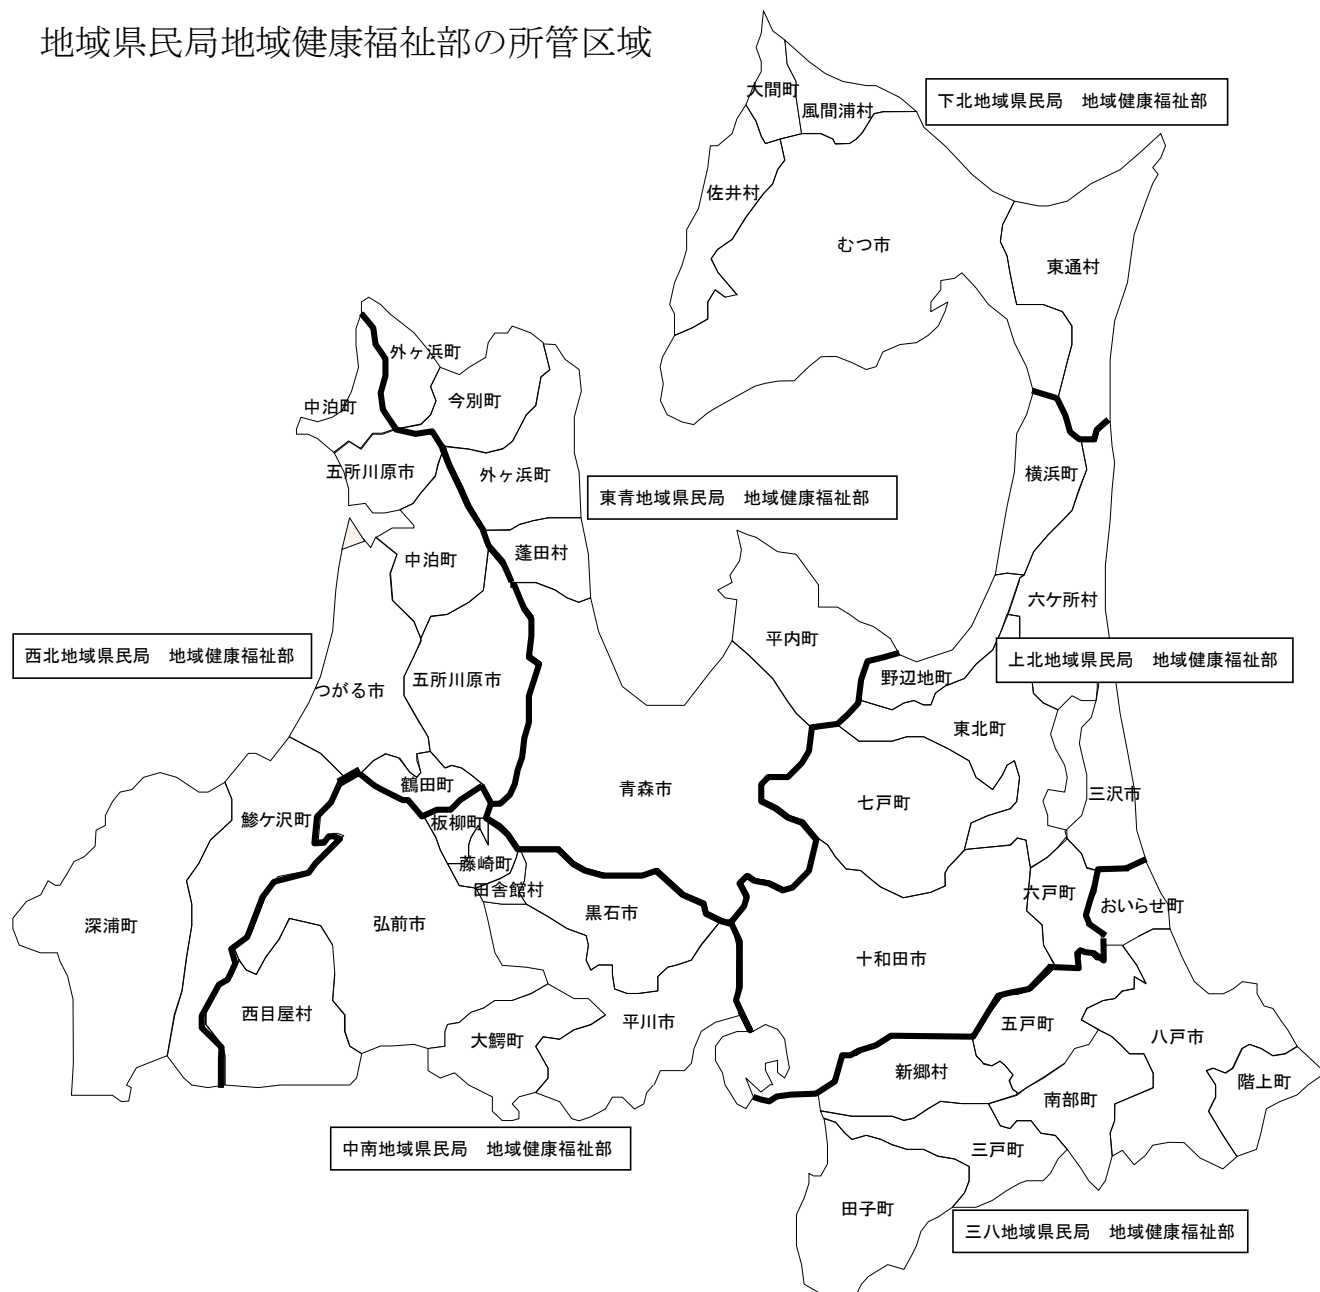 地域県民局地域健康福祉部の所管区域
大間町
風間浦村
下北地域県民局　地域健康福祉部
佐井村
むつ市
東通村
外ヶ浜町
今別町
中泊町
五所川原市
外ヶ浜町
横浜町
東青地域県民局　地域健康福祉部
中泊町
蓬田村
六ケ所村
平内町
西北地域県民局　地域健康福祉部
上北地域県民局　地域健康福祉部
つがる市
五所川原市
野辺地町
東北町
鶴田町
青森市
七戸町
三沢市
鰺ケ沢町
板柳町
藤崎町
田舎館村
六戸町
おいらせ町
深浦町
弘前市
黒石市
十和田市
西目屋村
大鰐町
平川市
五戸町
八戸市
新郷村
南部町
階上町
中南地域県民局　地域健康福祉部
三戸町
田子町
三八地域県民局　地域健康福祉部